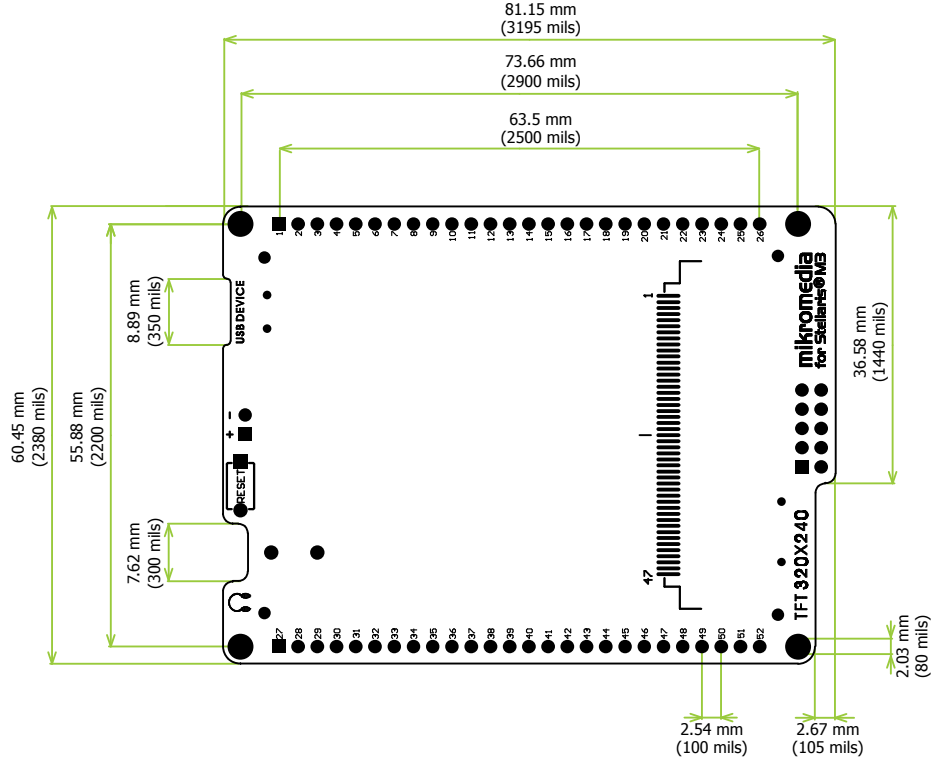 81.15 mm
(3195 mils)
73.66 mm
(2900 mils)
63.5 mm
(2500 mils)
1 2 3 4 5 6 7 8 9 10 11 12 13 14 15 16 17 18 19 20 21 22 23 24 25 26
8.89 mm
(350 mils)
USB DEVICE
1
mikromedia
for Stellaris® M3
36.58 mm
(1440 mils)
60.45 mm
(2380 mils)
55.88 mm
(2200 mils)
-
+
RESET
7.62 mm
(300 mils)
47
TFT 320X240
27 28 29 30 31 32 33 34 35 36 37 38 39 40 41 42 43 44 45 46 47 48 49 50 51 52
2.03 mm
(80 mils)
2.54 mm
(100 mils)
2.67 mm
(105 mils)